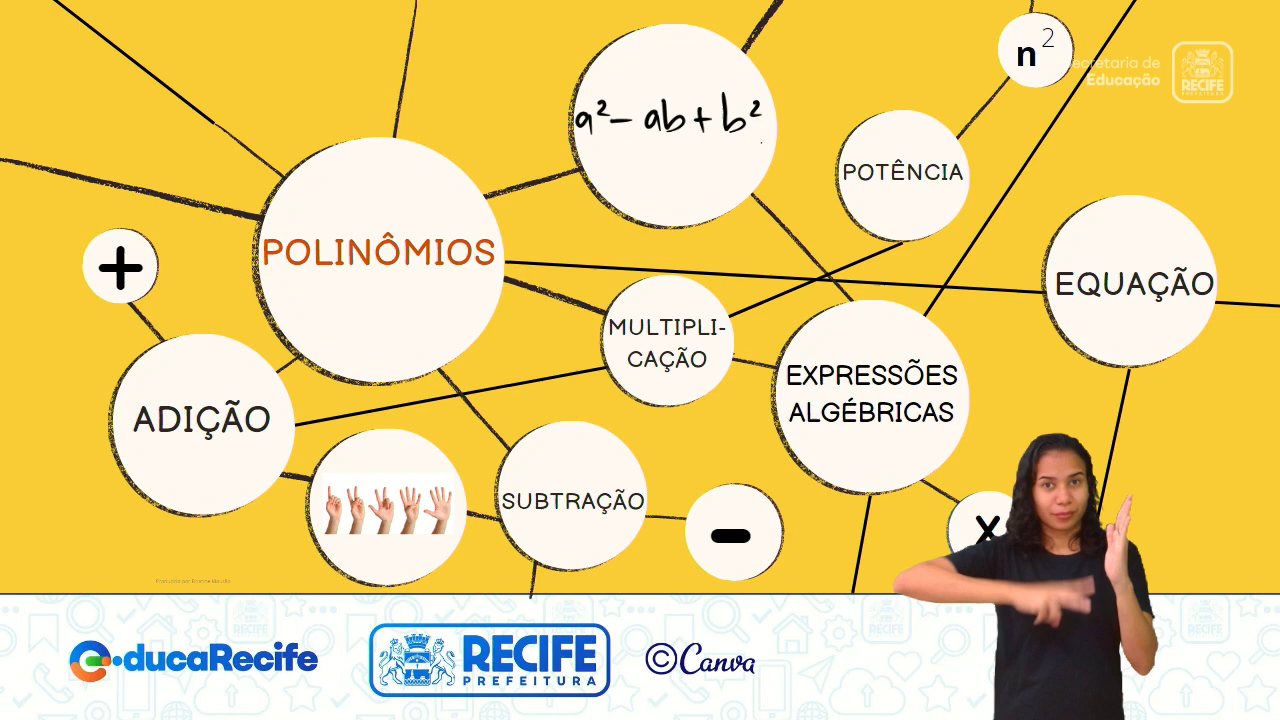 n²
Secretaria de
Educação
RECIFE
PREFEITURA
a² - ab + b²
POTÊNCIA
POLINÔMIOS
+
EQUAÇÃO
MULTIPLI-
CAÇÃO
EXPRESSÕES
ALGÉBRICAS
ADIÇÃO
SUBTRAÇÃO
-
x
educaRecife
RECIFE
PREFEITURA
©Canva